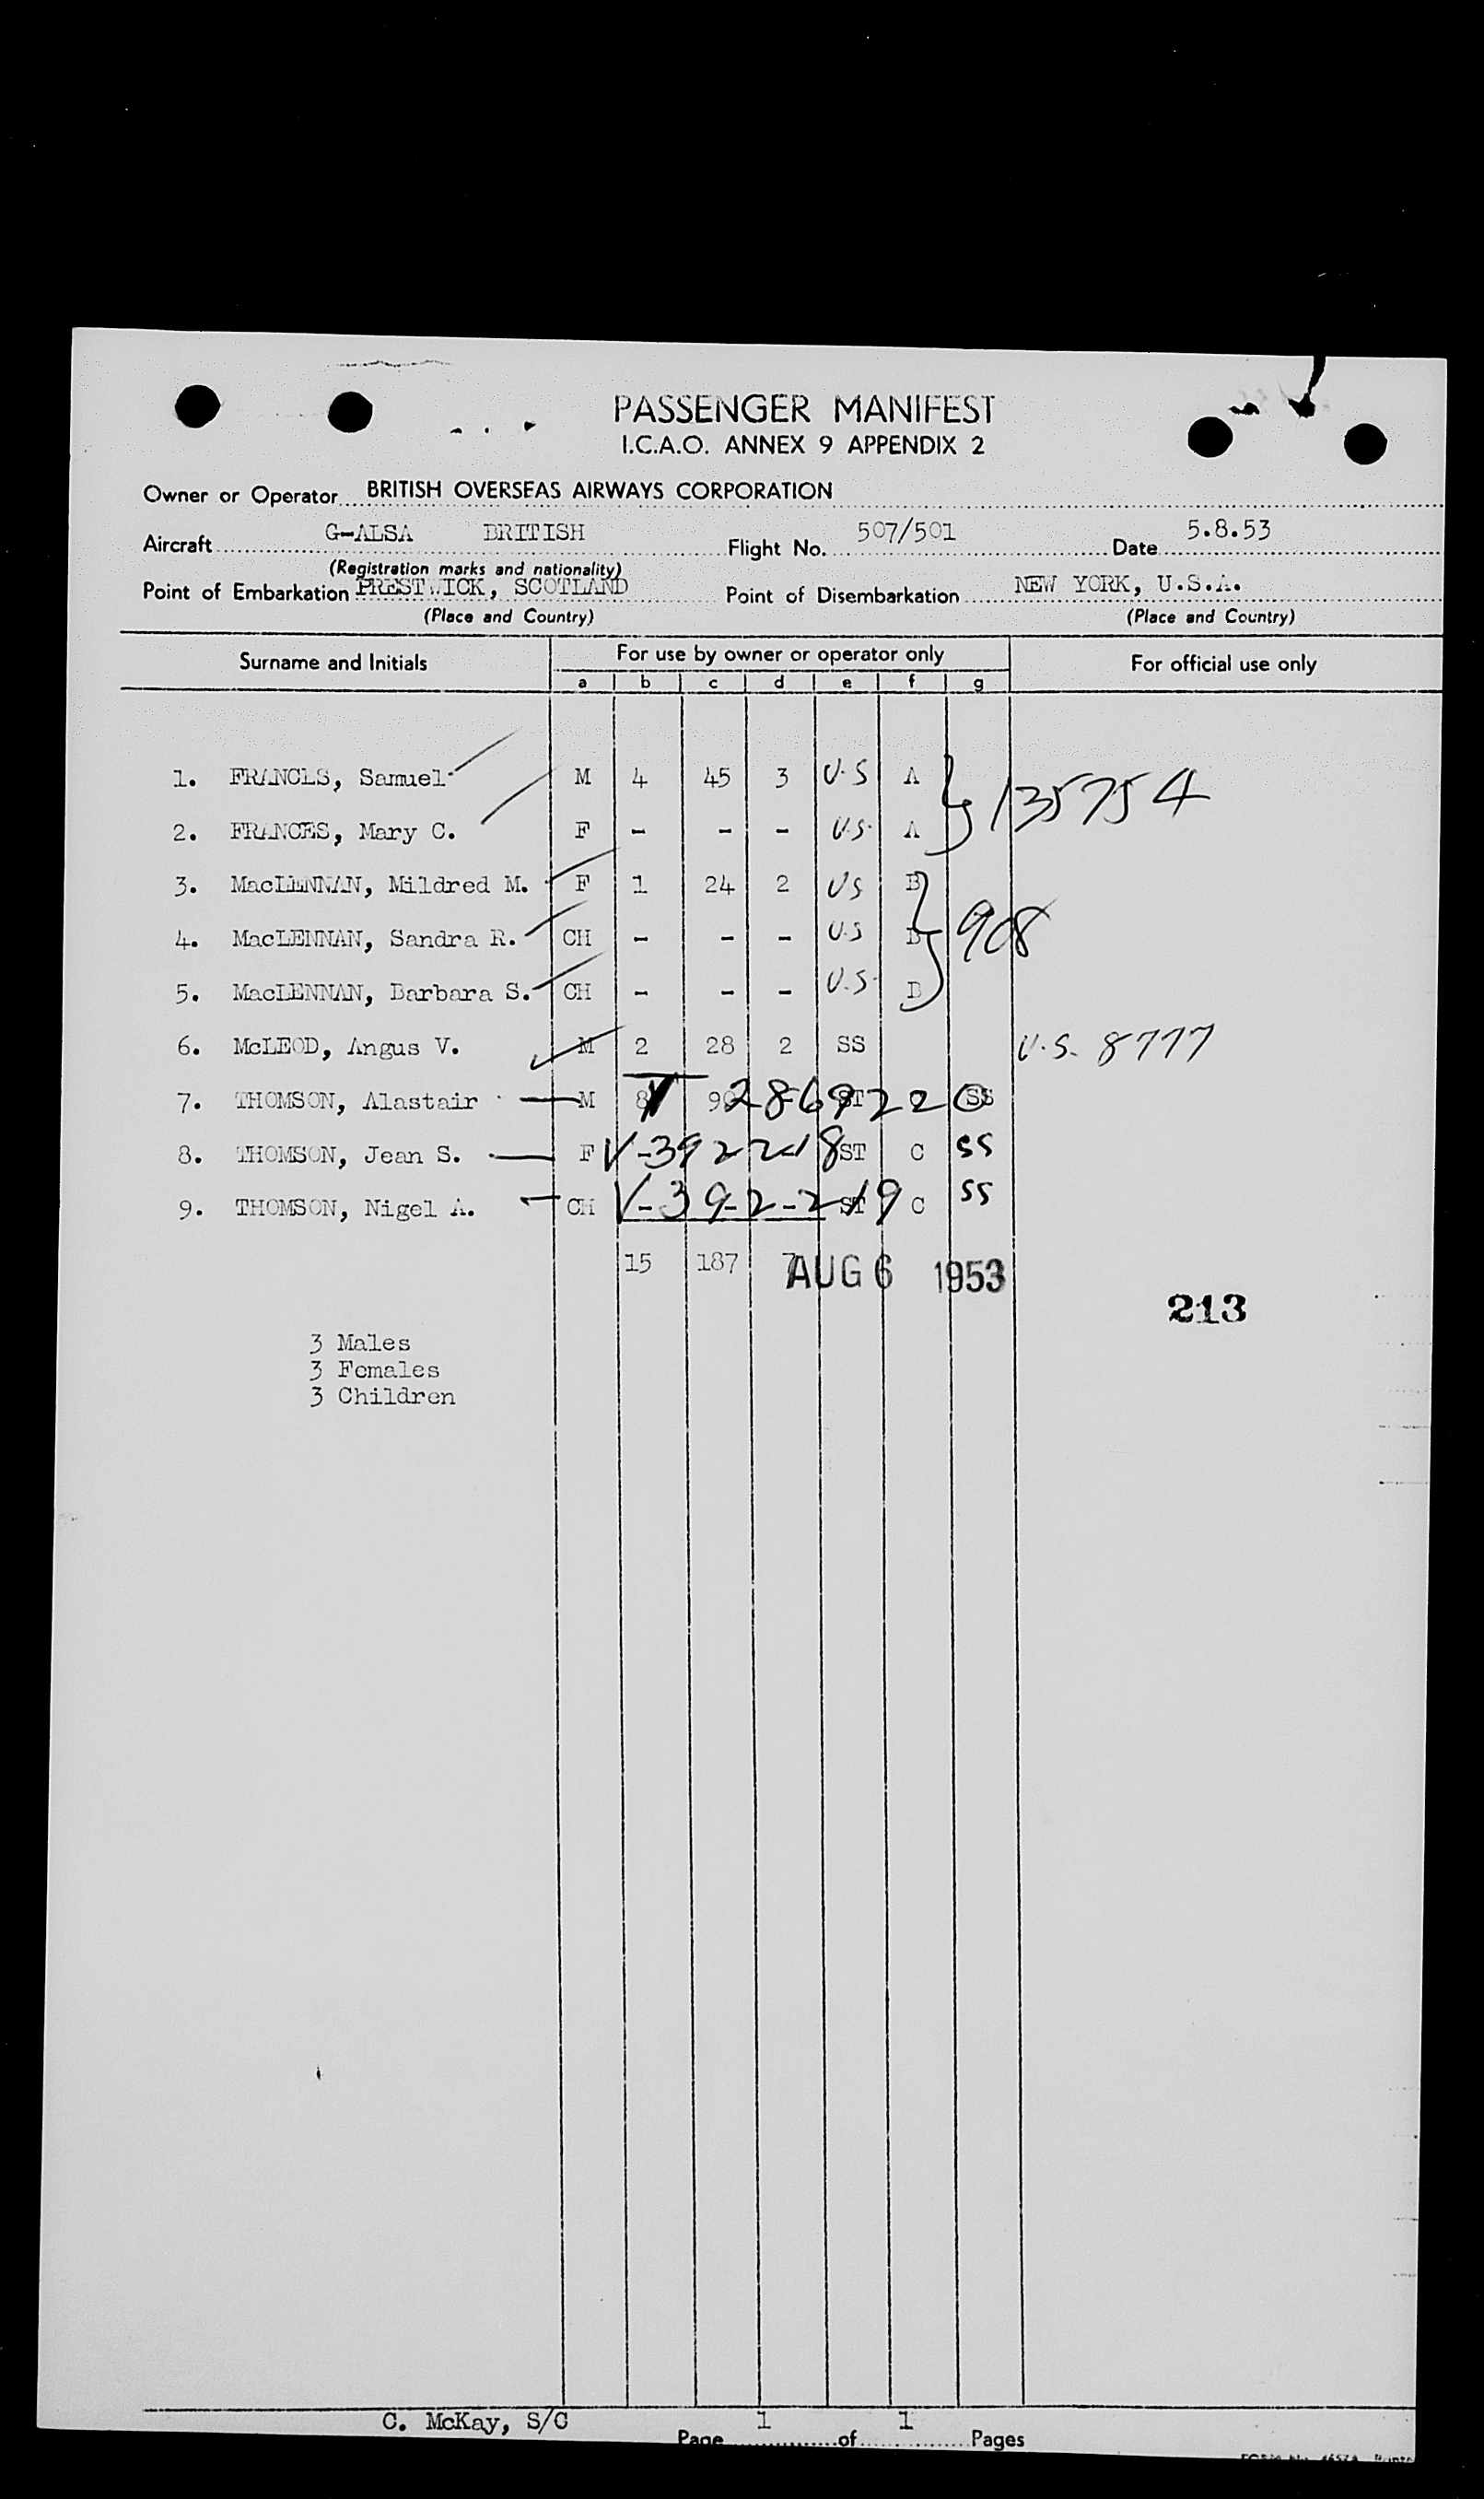 PASSENGER MANIFEST
I.C.A.O. ANNEX 9 APPENDIX 2
Owner or Operator BRITISH OVERSEAS AIRWAYS CORPORATION
Aircraft G-ALSA BRITISH Flight No. 507/501 Date 5.8.53
(Registration marks and nationality)
Point of Embarkation PRESTWICK, SCOTLAND Point of Disembarkation NEW YORK, U.S.A.
(Place and Country) (Place and Country)
Surname and Initials For use by owner or operator only For official use only
a b c d e f g
1. FRANCES, Samuel M 4 45 3 U.S A
135754
2. FRANCES, Mary C. F - - - U.S. A
3. MacLENNAN, Mildred M. F 1 24 2 US B
4. MacLENNAN, Sandra R. CH - - - U.S B 908
5. MacLENNAN, Barbara S. CH - - - U.S. B
6. McLEOD, Angus V. M 2 28 2 SS U.S. 8777
7. THOMSON, Alastair M 8 V 286922 ST C SS
8. THOMSON, Jean S. F V-392218 ST C SS
9. THOMSON, Nigel A. CH V-392219 ST C SS
15 187 7 AUG 6 1953
213
3 Males
3 Females
3 Children
C. McKay, S/C
Page 1 of 1 Pages